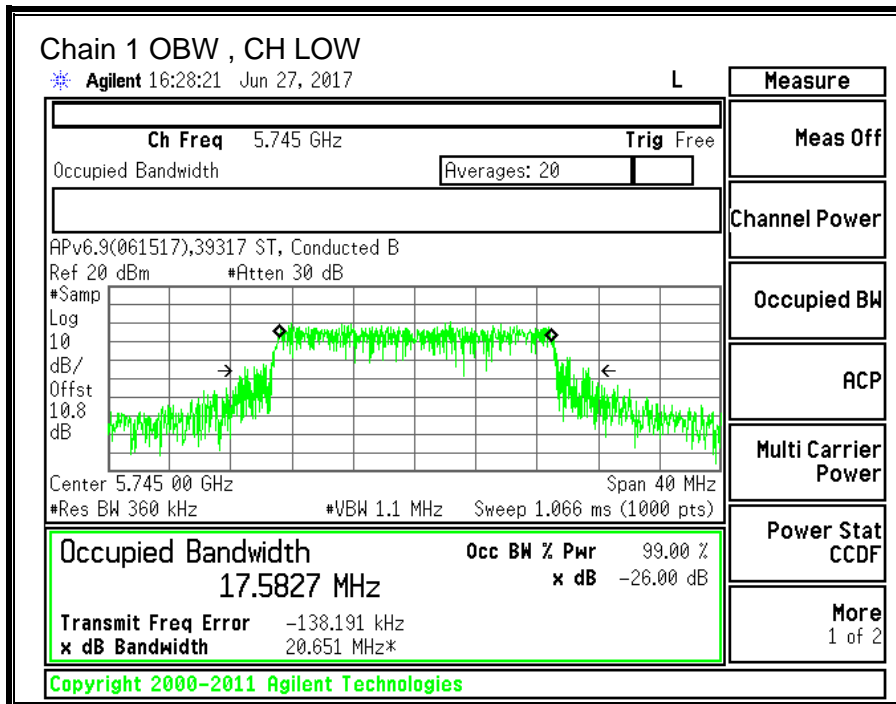 Chain 1 OBW , CH LOW
Agilent 16:28:21 Jun 27, 2017 L
Measure
Ch Freq 5.745 GHz Trig Free
Meas Off
Occupied Bandwidth Averages: 20
Channel Power
APv6.9(061517),39317 ST, Conducted B
Ref 20 dBm #Atten 30 dB
#Samp
Log
10
dB/
Offst
10.8
dB
Occupied BW
ACP
Multi Carrier
Power
Center 5.745 00 GHz Span 40 MHz
#Res BW 360 kHz #VBW 1.1 MHz Sweep 1.066 ms (1000 pts)
Occupied Bandwidth Occ BW % Pwr 99.00 %
17.5827 MHz x dB -26.00 dB
Transmit Freq Error -138.191 kHz
x dB Bandwidth 20.651 MHz*
Power Stat
CCDF
More
1 of 2
Copyright 2000-2011 Agilent Technologies